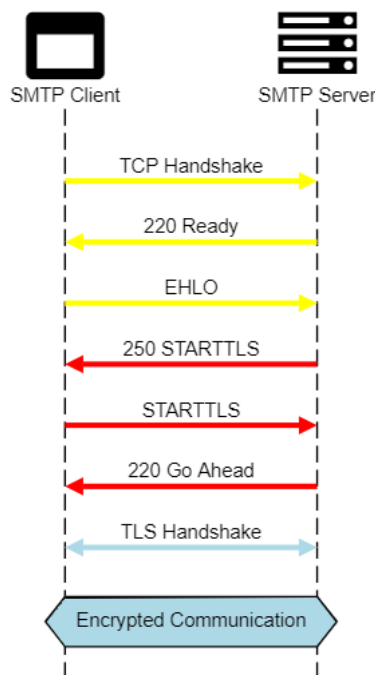 SMTP Client
SMTP Server
TCP Handshake
220 Ready
EHLO
250 STARTTLS
STARTTLS
220 Go Ahead
TLS Handshake
Encrypted Communication